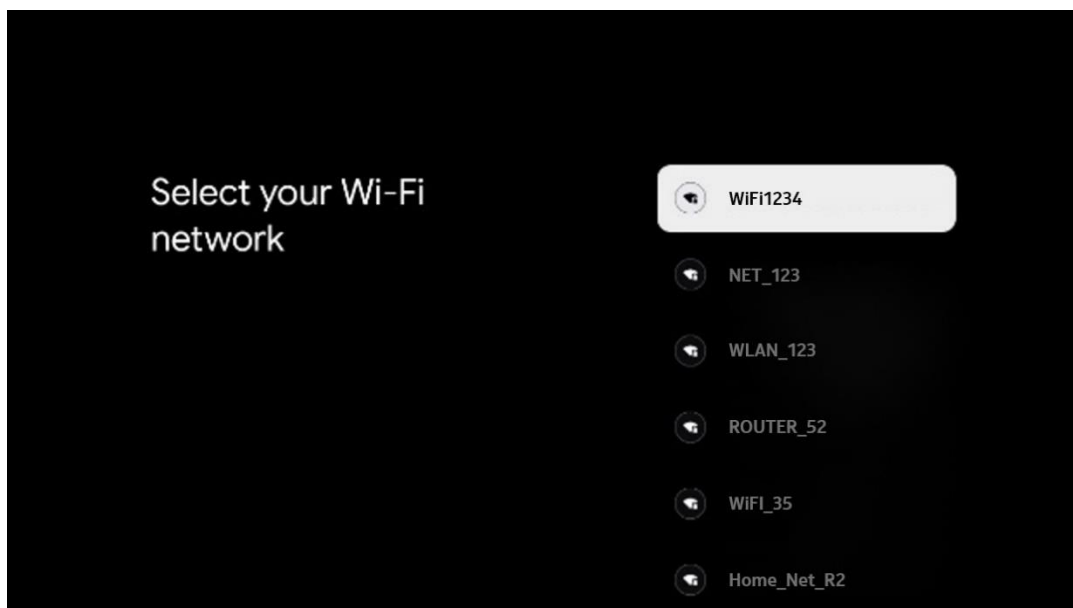 Select your Wi-Fi
network
WiFi1234
NET_123
WLAN_123
ROUTER_52
WiFI_35
Home_Net_R2